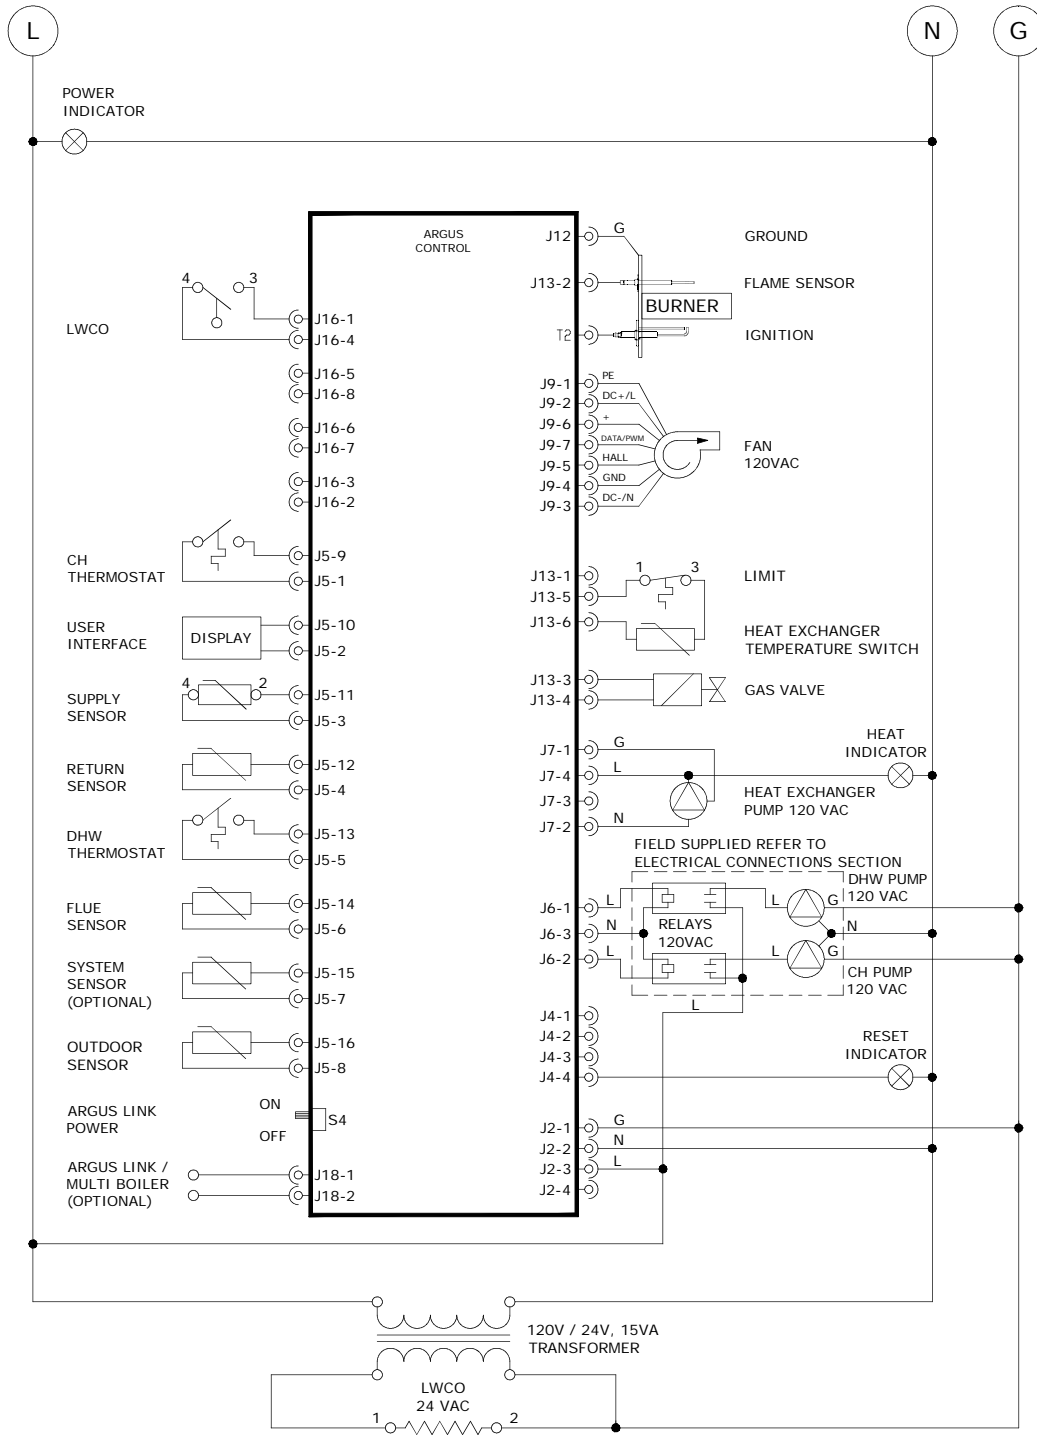 L
N
G
POWER
INDICATOR
ARGUS
CONTROL
4
3
LWCO
J16-1
J16-4
J16-5
J16-8
J16-6
J16-7
J16-3
J16-2
CH
THERMOSTAT
J5-9
J5-1
USER
INTERFACE
DISPLAY
J5-10
J5-2
SUPPLY
SENSOR
4
2
J5-11
J5-3
RETURN
SENSOR
J5-12
J5-4
DHW
THERMOSTAT
J5-13
J5-5
FLUE
SENSOR
J5-14
J5-6
SYSTEM
SENSOR
(OPTIONAL)
J5-15
J5-7
OUTDOOR
SENSOR
J5-16
J5-8
ARGUS LINK
POWER
ON
OFF
S4
ARGUS LINK /
MULTI BOILER
(OPTIONAL)
J18-1
J18-2
J12
G
GROUND
J13-2
FLAME SENSOR
BURNER
T2
IGNITION
J9-1
PE
J9-2
DC+/L
J9-6
+
J9-7
DATA/PWM
J9-5
HALL
J9-4
GND
J9-3
DC-/N
FAN
120VAC
J13-1
J13-5
J13-6
1
3
LIMIT
HEAT EXCHANGER
TEMPERATURE SWITCH
J13-3
J13-4
GAS VALVE
J7-1
G
J7-4
L
J7-3
J7-2
N
HEAT
INDICATOR
HEAT EXCHANGER
PUMP 120 VAC
FIELD SUPPLIED REFER TO
ELECTRICAL CONNECTIONS SECTION
DHW PUMP
120 VAC
J6-1
L
J6-3
N
J6-2
L
RELAYS
120VAC
L
G
N
L
G
CH PUMP
120 VAC
L
J4-1
J4-2
J4-3
J4-4
RESET
INDICATOR
J2-1
G
J2-2
N
J2-3
L
J2-4
120V / 24V, 15VA
TRANSFORMER
LWCO
24 VAC
1
2